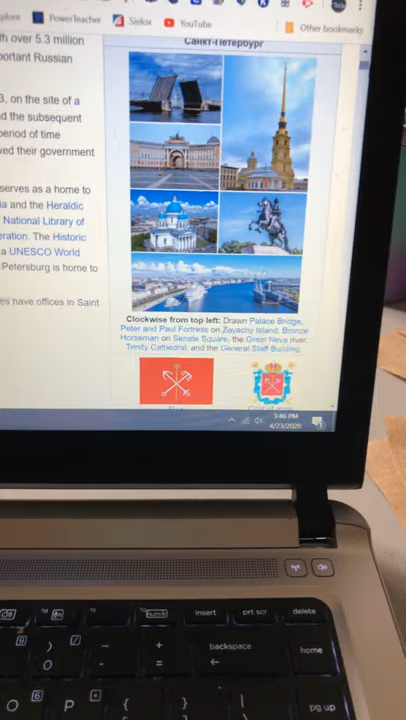 plore PowerTeacher Sielox YouTube
Other bookmarks
Санкт-Петербург
th over 5.3 million
portant Russian
3, on the site of a
d the subsequent
period of time
ved their government
serves as a home to
ia and the Heraldic
National Library of
eration. The Historic
a UNESCO World
Petersburg is home to
es have offices in Saint
Clockwise from top left: Drawn Palace Bridge,
Peter and Paul Fortress on Zayachy Island, Bronze
Horseman on Senate Square, the Great Neva river,
Trinity Cathedral, and the General Staff Building.
3:46 PM
4/23/2020
insert prt scr delete
9 ) / - + backspace home
0 - = ←
O 6 P * { } | pg up